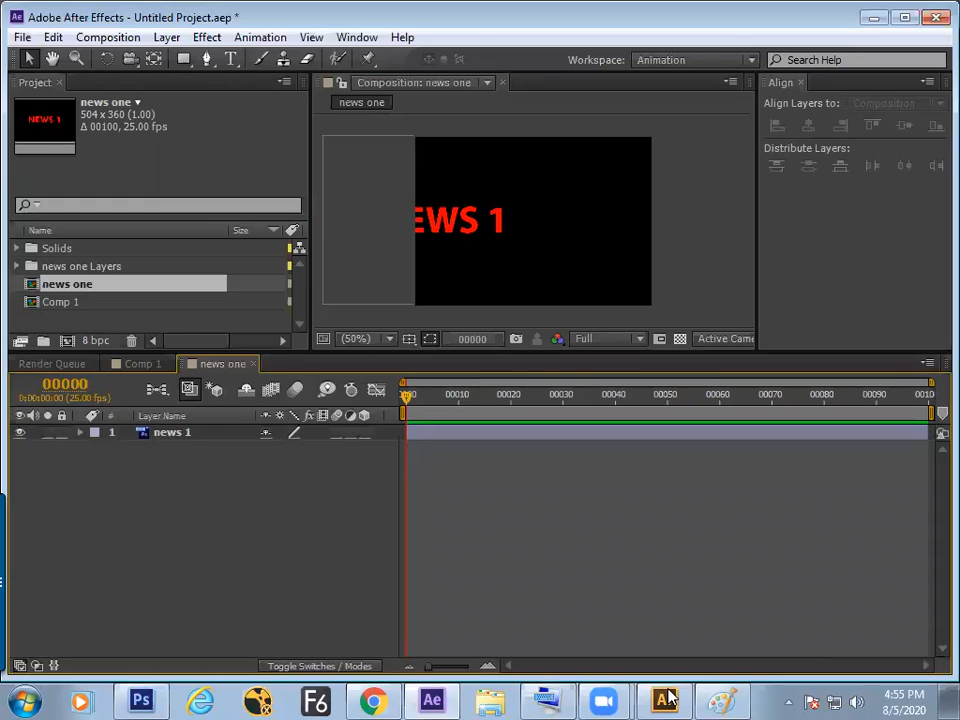 Adobe After Effects - Untitled Project.aep *
File Edit Composition Layer Effect Animation View Window Help
Workspace: Animation Search Help
Project
Composition: news one
Align
news one
504 x 360 (1.00)
Δ 00100, 25.00 fps
NEWS 1
news one
Align Layers to: Composition
Distribute Layers:
EWS 1
Name Size
Solids
news one Layers
news one
Comp 1
8 bpc
(50%) 00000 Full Active Came
Render Queue Comp 1 news one
00000
0:00:00:00 (25.00 fps)
00 00010 00020 00030 00040 00050 00060 00070 00080 00090 0010
# Layer Name
1 news 1
Toggle Switches / Modes
Ps F6 Ae
4:55 PM
8/5/2020